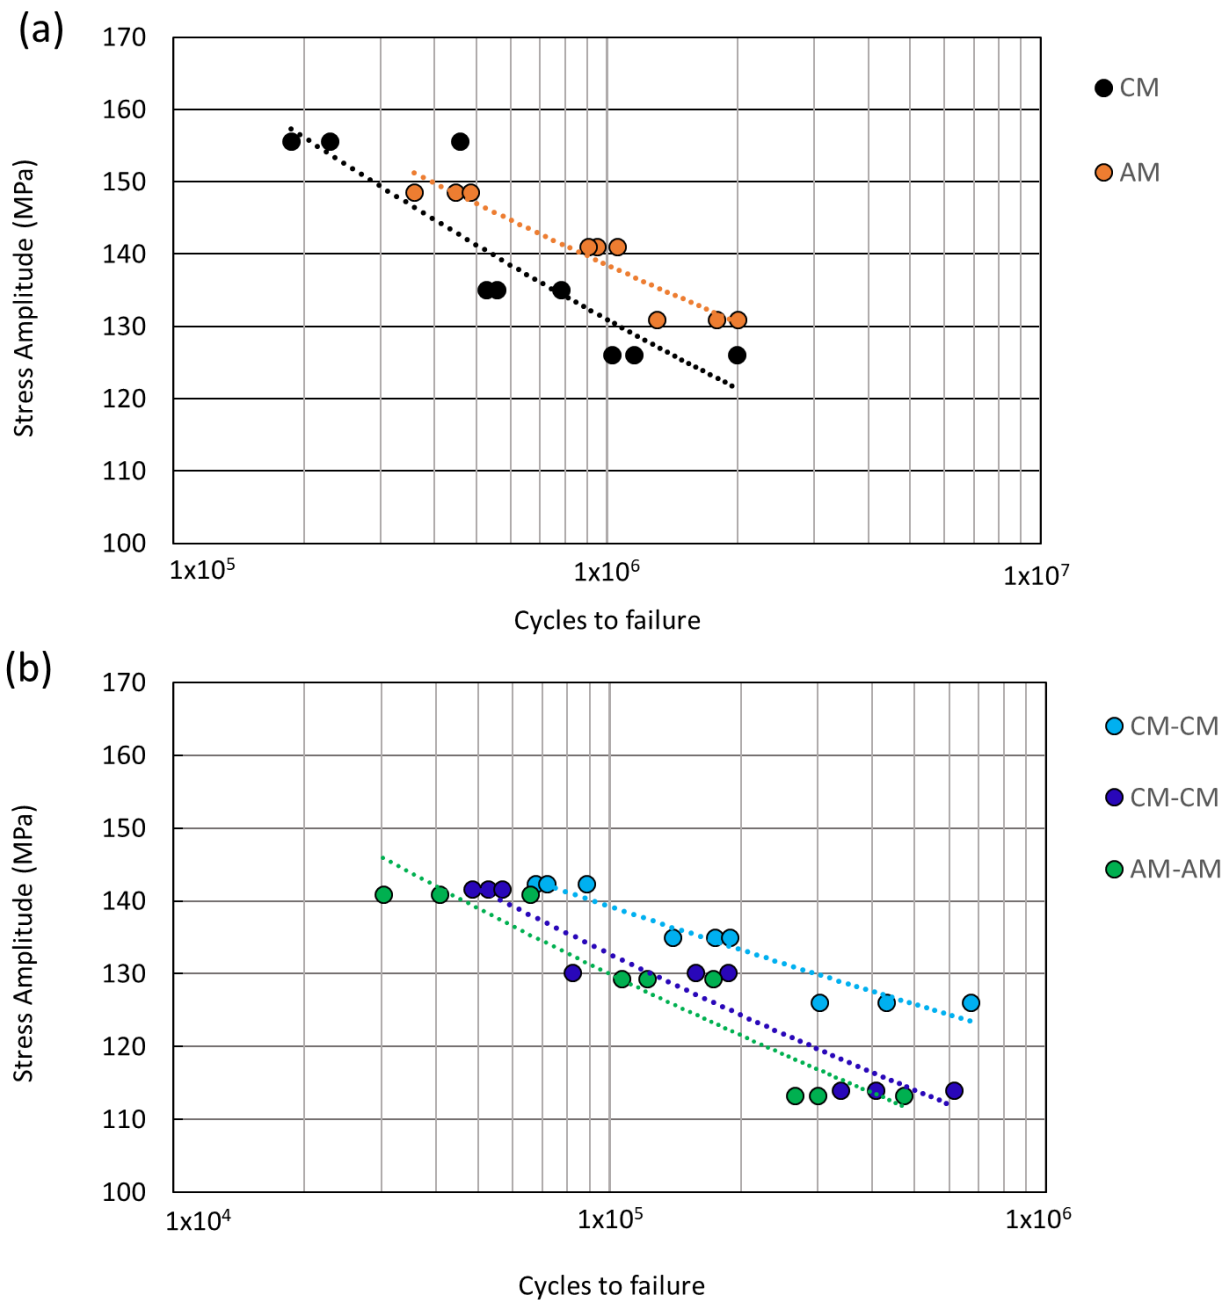 (a)
170
160
150
140
130
120
110
100
Stress Amplitude (MPa)
1x10⁵
1x10⁶
1x10⁷
Cycles to failure
CM
AM
(b)
170
160
150
140
130
120
110
100
Stress Amplitude (MPa)
1x10⁴
1x10⁵
1x10⁶
Cycles to failure
CM-CM
CM-CM
AM-AM